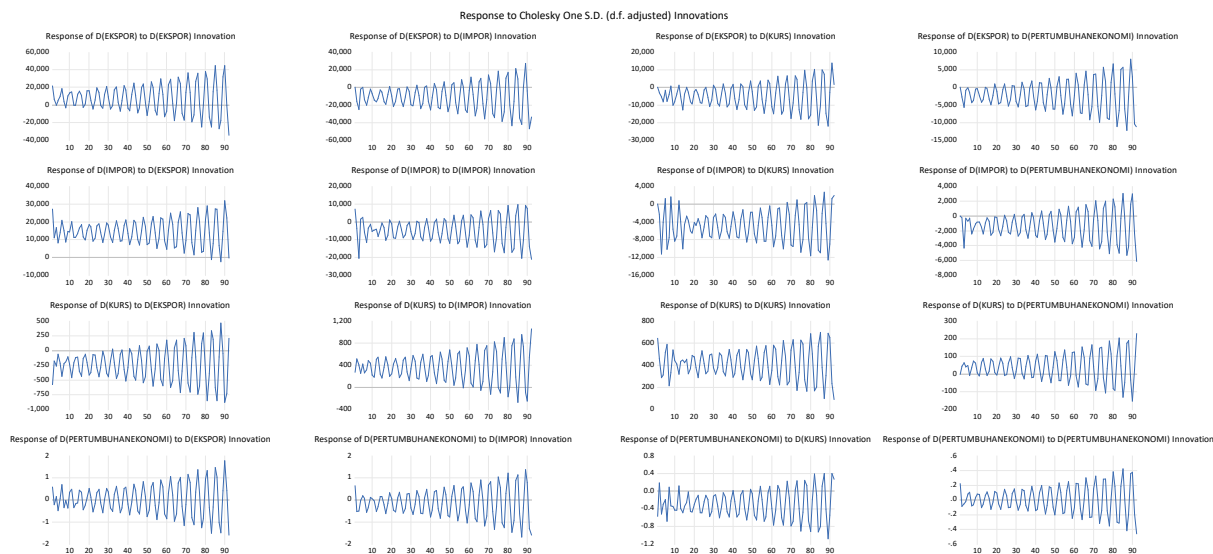 Response to Cholesky One S.D. (d.f. adjusted) Innovations
Response of D(EKSPOR) to D(EKSPOR) Innovation
60,000
40,000
20,000
0
-20,000
-40,000
10 20 30 40 50 60 70 80 90
Response of D(EKSPOR) to D(IMPOR) Innovation
40,000
20,000
0
-20,000
-40,000
-60,000
10 20 30 40 50 60 70 80 90
Response of D(EKSPOR) to D(KURS) Innovation
20,000
10,000
0
-10,000
-20,000
-30,000
10 20 30 40 50 60 70 80 90
Response of D(EKSPOR) to D(PERTUMBUHANEKONOMI) Innovation
10,000
5,000
0
-5,000
-10,000
-15,000
10 20 30 40 50 60 70 80 90
Response of D(IMPOR) to D(EKSPOR) Innovation
40,000
30,000
20,000
10,000
0
-10,000
10 20 30 40 50 60 70 80 90
Response of D(IMPOR) to D(IMPOR) Innovation
20,000
10,000
0
-10,000
-20,000
-30,000
10 20 30 40 50 60 70 80 90
Response of D(IMPOR) to D(KURS) Innovation
4,000
0
-4,000
-8,000
-12,000
-16,000
10 20 30 40 50 60 70 80 90
Response of D(IMPOR) to D(PERTUMBUHANEKONOMI) Innovation
4,000
2,000
0
-2,000
-4,000
-6,000
-8,000
10 20 30 40 50 60 70 80 90
Response of D(KURS) to D(EKSPOR) Innovation
500
250
0
-250
-500
-750
-1,000
10 20 30 40 50 60 70 80 90
Response of D(KURS) to D(IMPOR) Innovation
1,200
800
400
0
-400
10 20 30 40 50 60 70 80 90
Response of D(KURS) to D(KURS) Innovation
800
600
400
200
0
10 20 30 40 50 60 70 80 90
Response of D(KURS) to D(PERTUMBUHANEKONOMI) Innovation
300
200
100
0
-100
-200
10 20 30 40 50 60 70 80 90
Response of D(PERTUMBUHANEKONOMI) to D(EKSPOR) Innovation
2
1
0
-1
-2
10 20 30 40 50 60 70 80 90
Response of D(PERTUMBUHANEKONOMI) to D(IMPOR) Innovation
2
1
0
-1
-2
10 20 30 40 50 60 70 80 90
Response of D(PERTUMBUHANEKONOMI) to D(KURS) Innovation
0.8
0.4
0.0
-0.4
-0.8
-1.2
10 20 30 40 50 60 70 80 90
Response of D(PERTUMBUHANEKONOMI) to D(PERTUMBUHANEKONOMI) Innovation
.6
.4
.2
.0
-.2
-.4
-.6
10 20 30 40 50 60 70 80 90